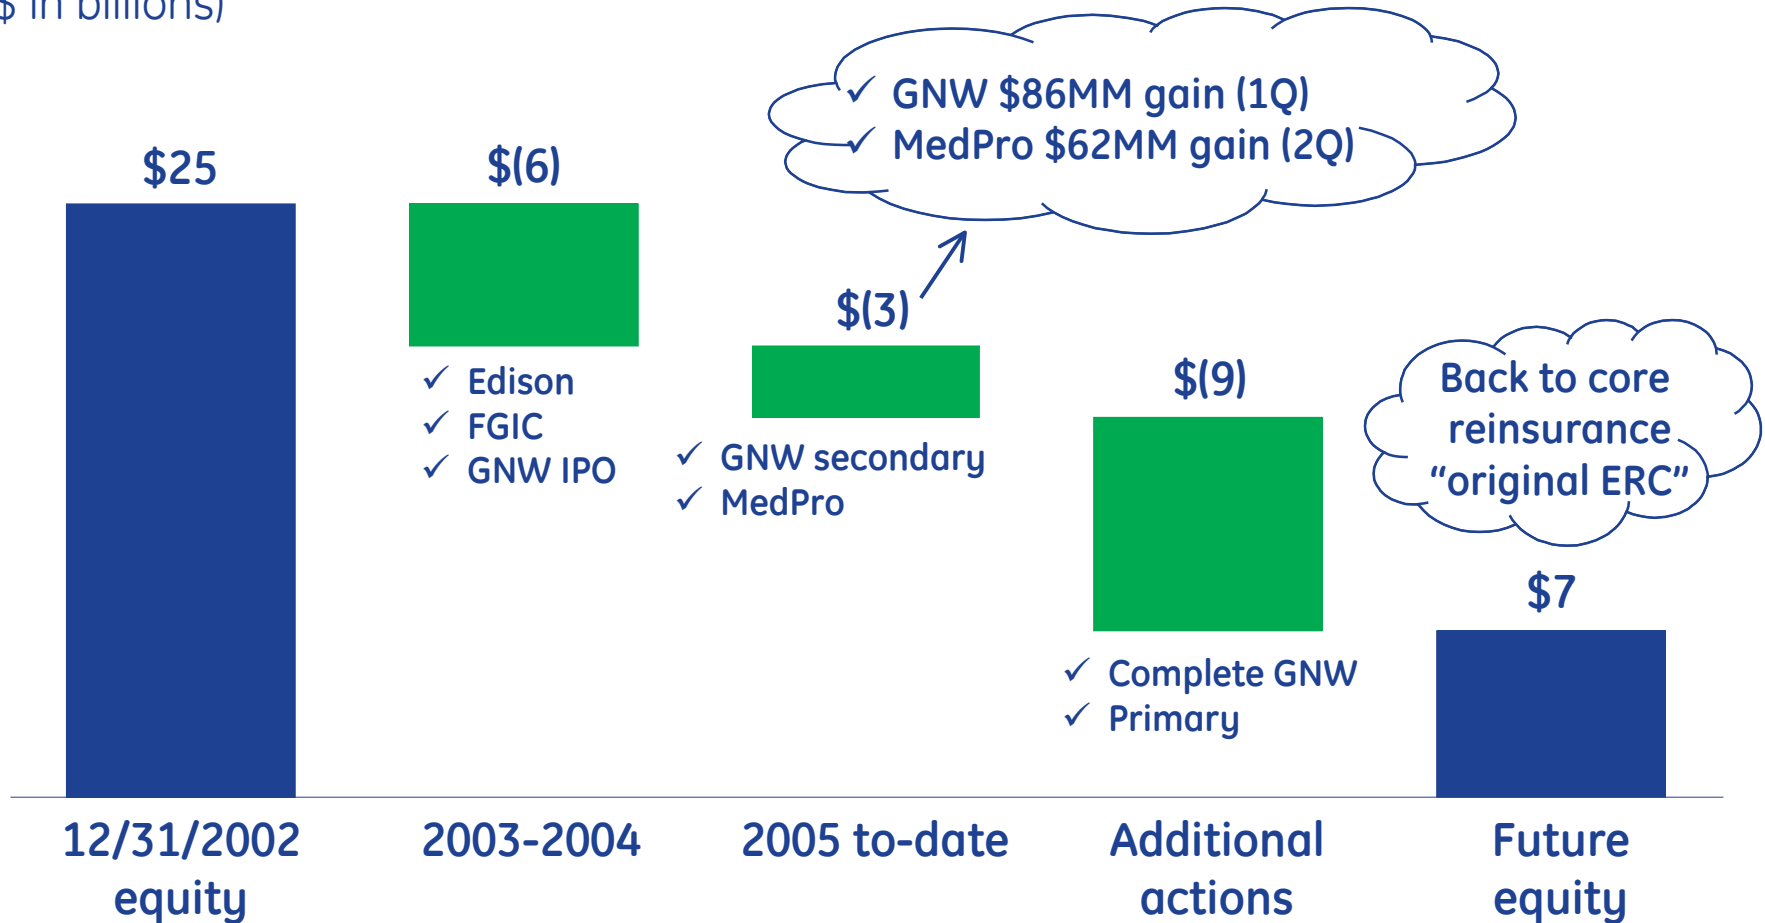 $ in billions)
✓ GNW $86MM gain (1Q)
✓ MedPro $62MM gain (2Q)
$25
$(6)
$(3)
$(9)
$7
✓ Edison
✓ FGIC
✓ GNW IPO
✓ GNW secondary
✓ MedPro
✓ Complete GNW
✓ Primary
Back to core
reinsurance
“original ERC”
12/31/2002
equity
2003-2004
2005 to-date
Additional
actions
Future
equity